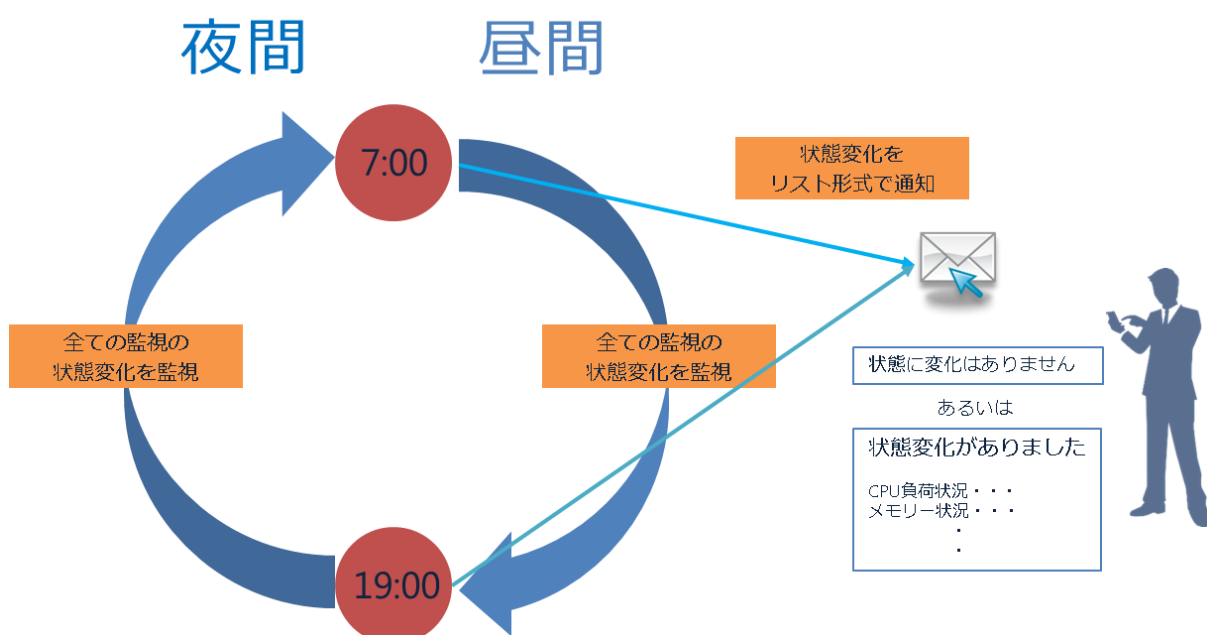 夜間
昼間
7:00
状態変化を
リスト形式で通知
全ての監視の
状態変化を監視
全ての監視の
状態変化を監視
状態に変化はありません
あるいは
状態変化がありました
CPU負荷状況・・・
メモリー状況・・・
・
・
19:00